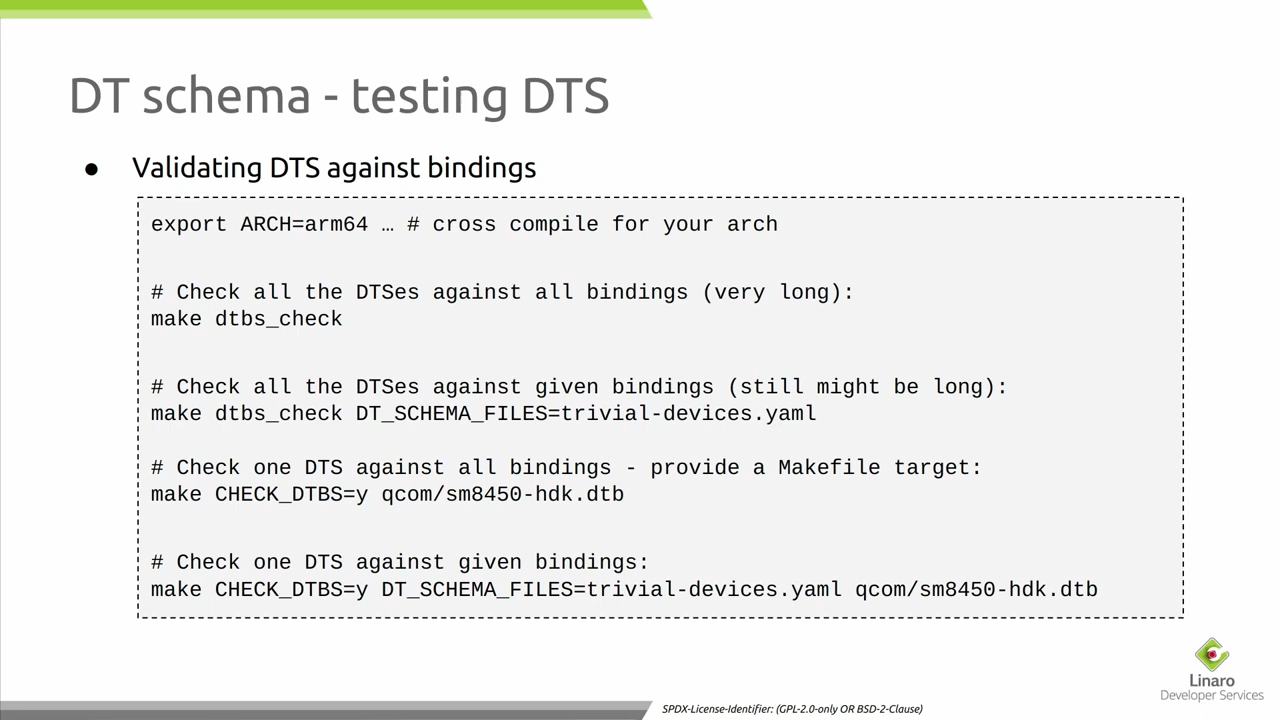 DT schema - testing DTS
● Validating DTS against bindings
export ARCH=arm64 … # cross compile for your arch
# Check all the DTSes against all bindings (very long):
make dtbs_check
# Check all the DTSes against given bindings (still might be long):
make dtbs_check DT_SCHEMA_FILES=trivial-devices.yaml
# Check one DTS against all bindings - provide a Makefile target:
make CHECK_DTBS=y qcom/sm8450-hdk.dtb
# Check one DTS against given bindings:
make CHECK_DTBS=y DT_SCHEMA_FILES=trivial-devices.yaml qcom/sm8450-hdk.dtb
Linaro
Developer Services
SPDX-License-Identifier: (GPL-2.0-only OR BSD-2-Clause)